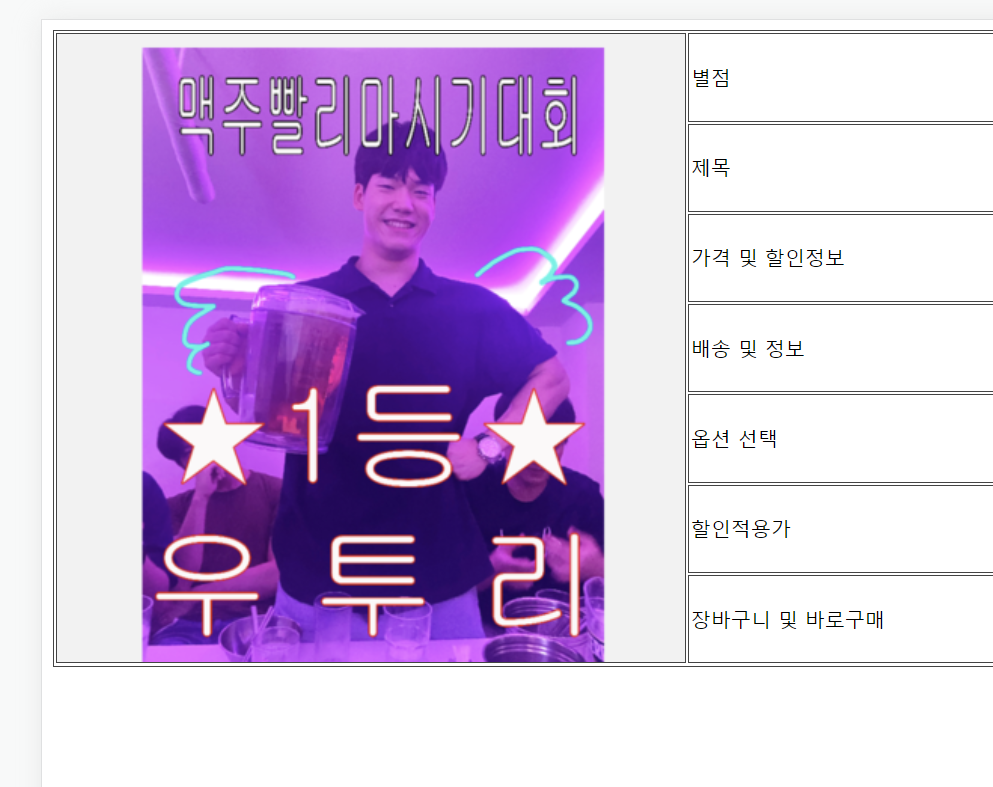 맥주빨리마시기대회
★1등★
우투리
별점
제목
가격 및 할인정보
배송 및 정보
옵션 선택
할인적용가
장바구니 및 바로구매